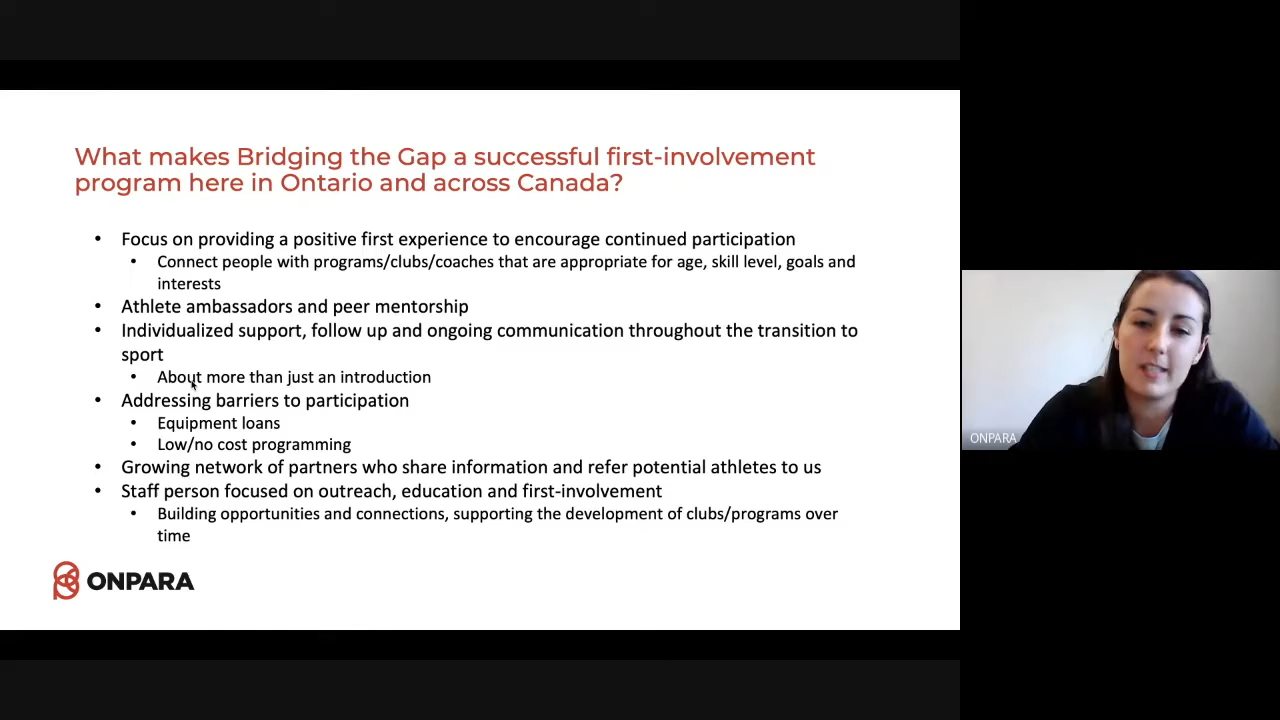 What makes Bridging the Gap a successful first-involvement
program here in Ontario and across Canada?
• Focus on providing a positive first experience to encourage continued participation
• Connect people with programs/clubs/coaches that are appropriate for age, skill level, goals and
interests
• Athlete ambassadors and peer mentorship
• Individualized support, follow up and ongoing communication throughout the transition to
sport
• About more than just an introduction
• Addressing barriers to participation
• Equipment loans
• Low/no cost programming
• Growing network of partners who share information and refer potential athletes to us
• Staff person focused on outreach, education and first-involvement
• Building opportunities and connections, supporting the development of clubs/programs over
time
ONPARA
ONPARA